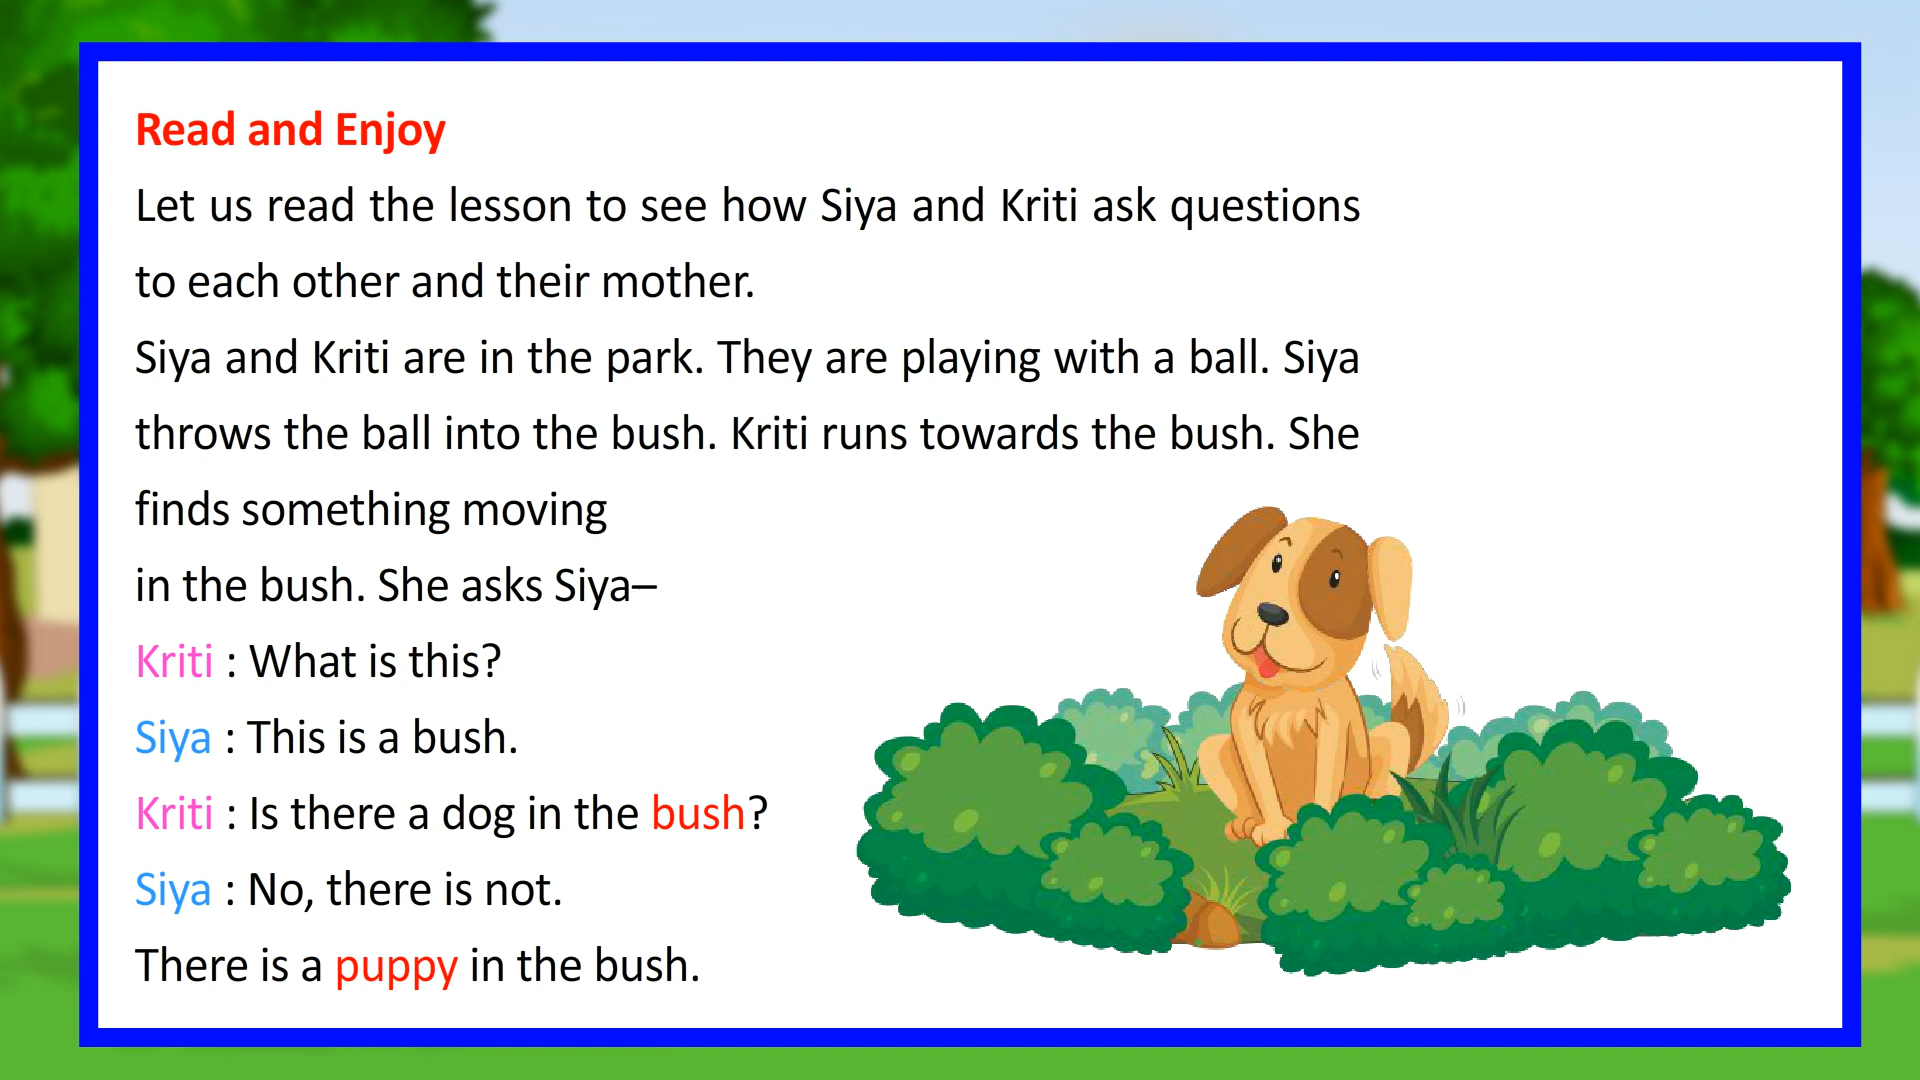 Read and Enjoy
Let us read the lesson to see how Siya and Kriti ask questions
to each other and their mother.
Siya and Kriti are in the park. They are playing with a ball. Siya
throws the ball into the bush. Kriti runs towards the bush. She
finds something moving
in the bush. She asks Siya–
Kriti : What is this?
Siya : This is a bush.
Kriti : Is there a dog in the bush?
Siya : No, there is not.
There is a puppy in the bush.